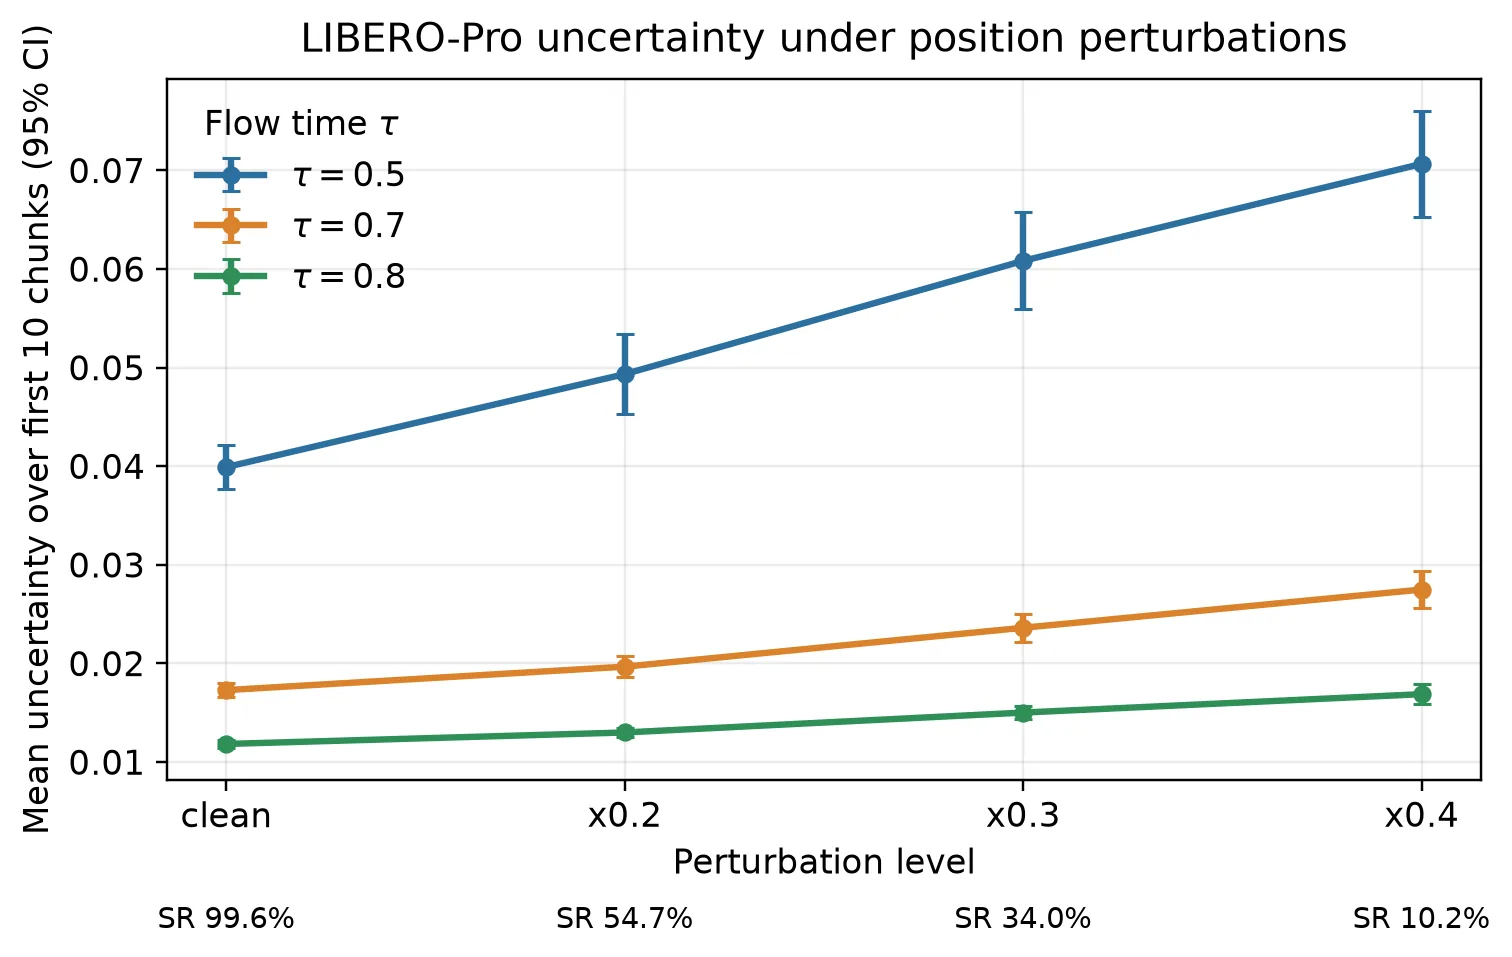 LIBERO-Pro uncertainty under position perturbations
Mean uncertainty over first 10 chunks (95% CI)
Flow time τ
τ = 0.5
τ = 0.7
τ = 0.8
0.07
0.06
0.05
0.04
0.03
0.02
0.01
clean x0.2 x0.3 x0.4
Perturbation level
SR 99.6% SR 54.7% SR 34.0% SR 10.2%